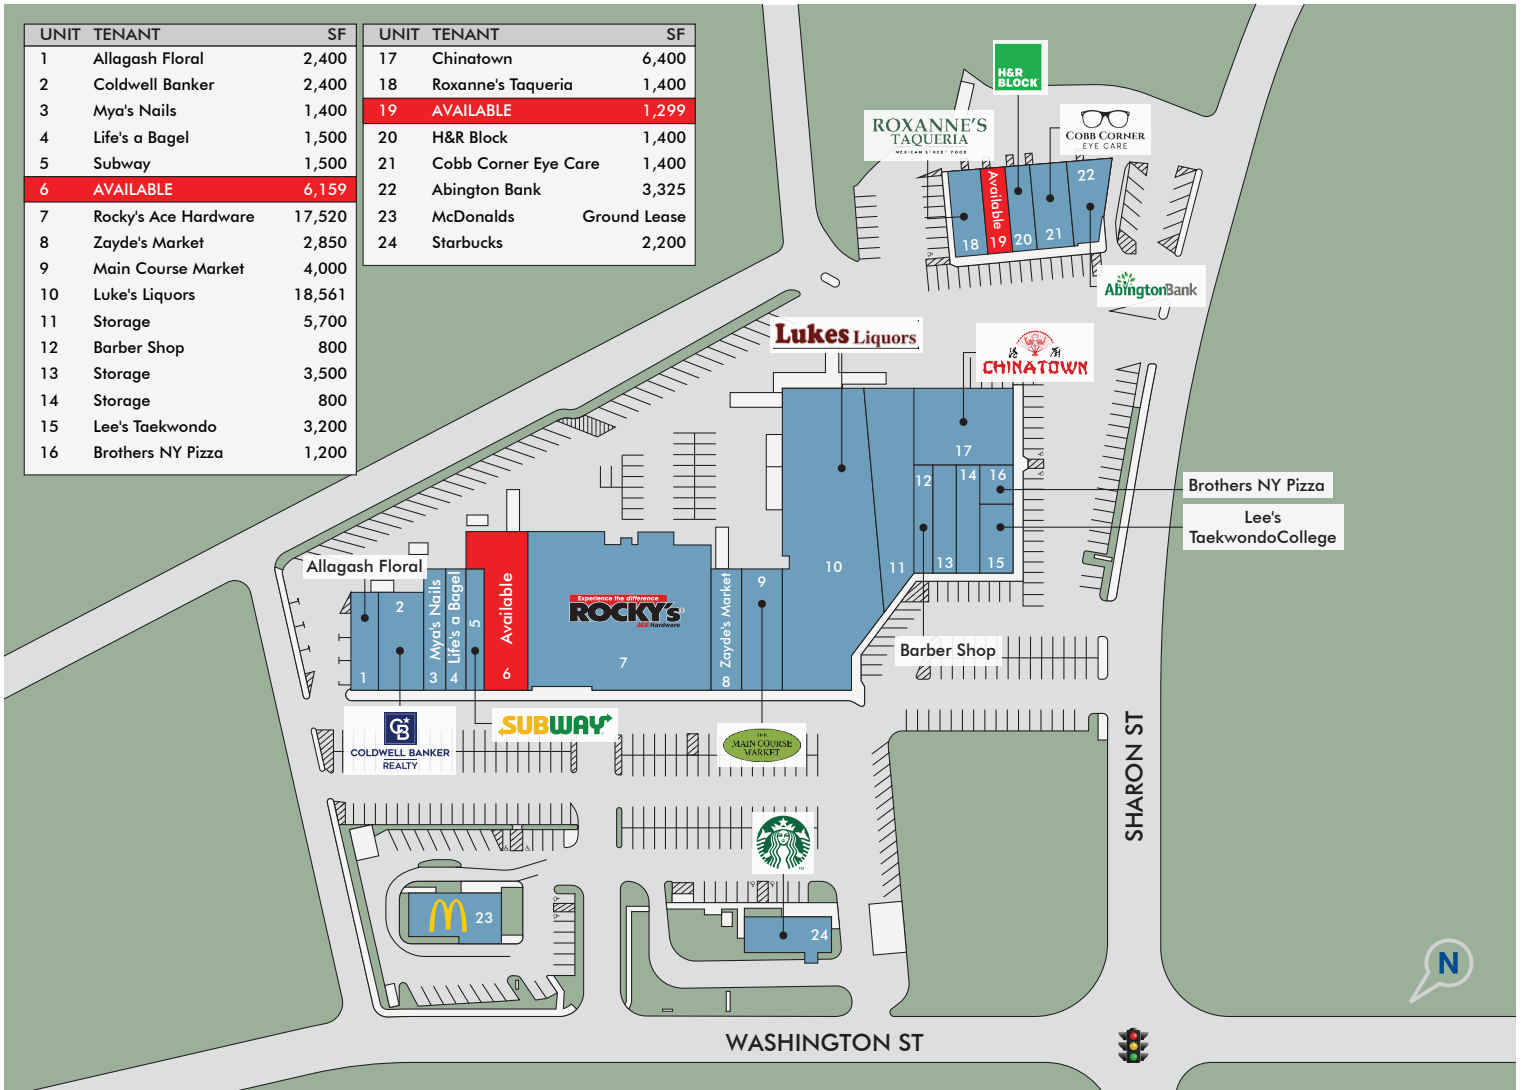 UNIT TENANT SF
1 Allagash Floral 2,400
2 Coldwell Banker 2,400
3 Mya's Nails 1,400
4 Life's a Bagel 1,500
5 Subway 1,500
6 AVAILABLE 6,159
7 Rocky's Ace Hardware 17,520
8 Zayde's Market 2,850
9 Main Course Market 4,000
10 Luke's Liquors 18,561
11 Storage 5,700
12 Barber Shop 800
13 Storage 3,500
14 Storage 800
15 Lee's Taekwondo 3,200
16 Brothers NY Pizza 1,200
UNIT TENANT SF
17 Chinatown 6,400
18 Roxanne's Taqueria 1,400
19 AVAILABLE 1,299
20 H&R Block 1,400
21 Cobb Corner Eye Care 1,400
22 Abington Bank 3,325
23 McDonalds Ground Lease
24 Starbucks 2,200
H&R
BLOCK
ROXANNE'S
TAQUERIA
MEXICAN STREET FOOD
COBB CORNER
EYE CARE
18
Available
19
20
21
22
AbingtonBank
Lukes Liquors
CHINATOWN
17
12
14
16
13
15
10
11
Brothers NY Pizza
Lee's
TaekwondoCollege
Barber Shop
Allagash Floral
1
2
Mya's Nails
3
Life's a Bagel
4
5
Available
6
Experience the difference
ROCKY's
ACE Hardware
7
Zayde's Market
8
9
CB
COLDWELL BANKER
REALTY
SUBWAY
THE
MAIN COURSE
MARKET
23
24
SHARON ST
WASHINGTON ST
N